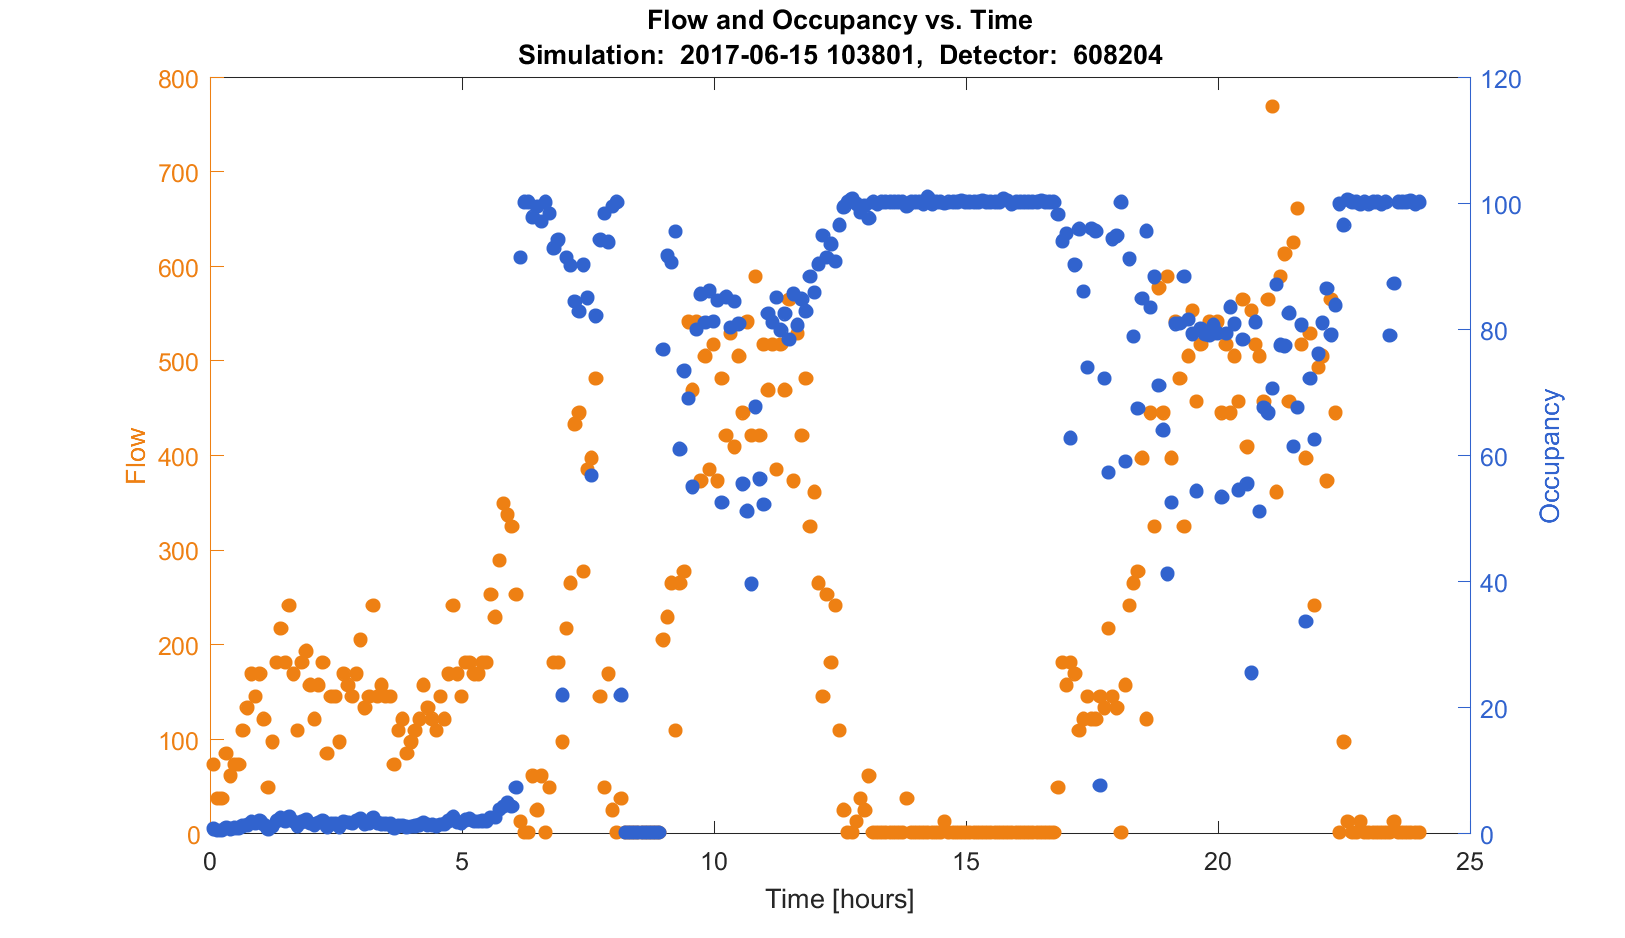 Flow and Occupancy vs. Time
Simulation:  2017-06-15 103801,  Detector:  608204
800
700
600
500
400
300
200
100
0
Flow
120
100
80
60
40
20
0
Occupancy
0 5 10 15 20 25
Time [hours]